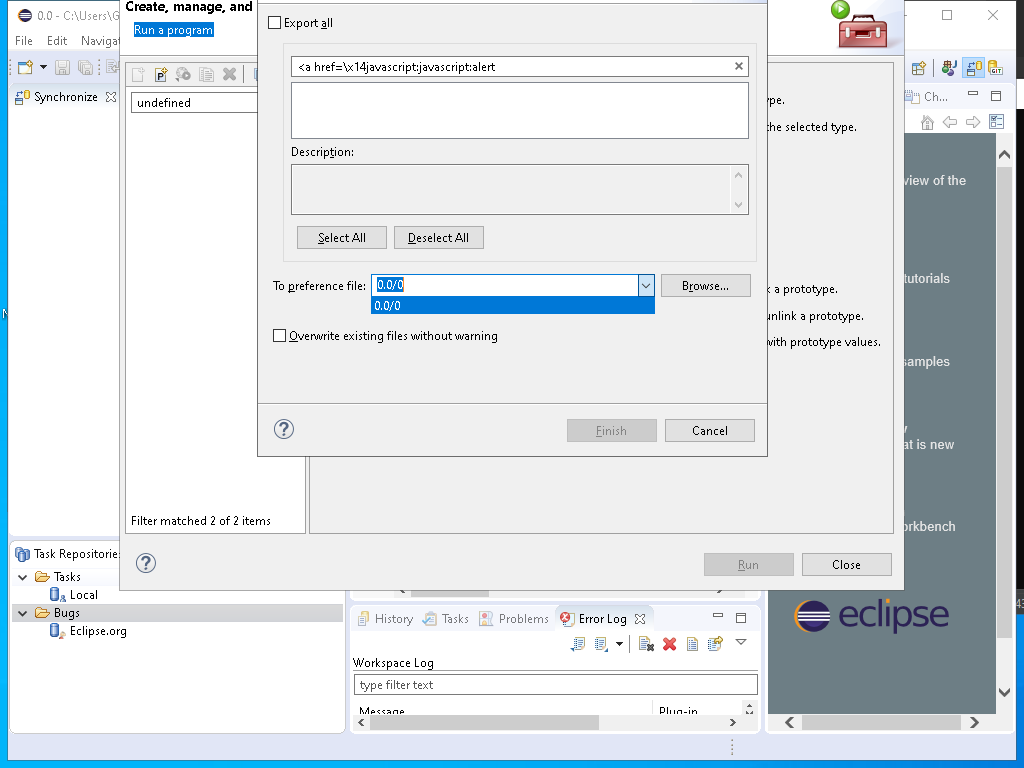 0.0 - C:\Users\G
File
Edit
Naviga
Synchronize
Create, manage, and
Run a program
undefined
Filter matched 2 of 2 items
Export all
<a href=\x14javascript:javascript:alert
Description:
Select All
Deselect All
To preference file:
0.0/0
Browse...
0.0/0
Overwrite existing files without warning
Finish
Cancel
ype.
the selected type.
k a prototype.
unlink a prototype.
with prototype values.
Run
Close
Ch...
GIT
view of the
tutorials
samples
at is new
orkbench
eclipse
Task Repositorie
Tasks
Local
Bugs
Eclipse.org
History
Tasks
Problems
Error Log
Workspace Log
type filter text
Message
Plug-in